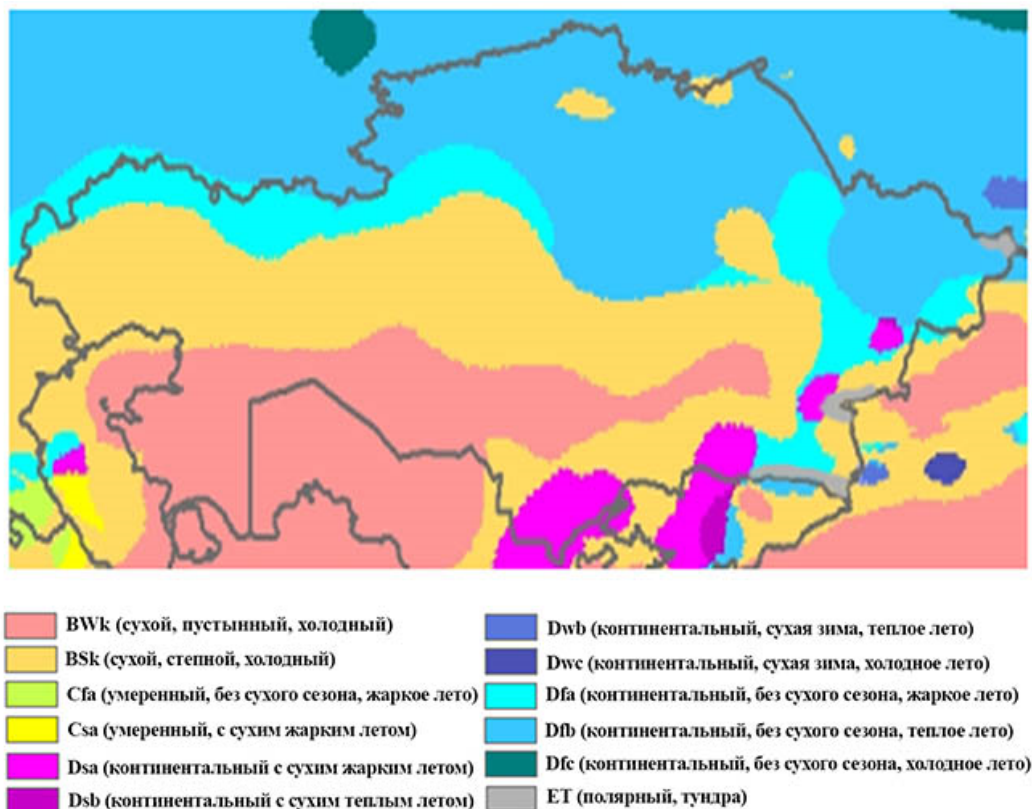 BWk (сухой, пустынный, холодный)
BSk (сухой, степной, холодный)
Cfa (умеренный, без сухого сезона, жаркое лето)
Csa (умеренный, с сухим жарким летом)
Dsa (континентальный с сухим жарким летом)
Dsb (континентальный с сухим теплым летом)
Dwb (континентальный, сухая зима, теплое лето)
Dwc (континентальный, сухая зима, холодное лето)
Dfa (континентальный, без сухого сезона, жаркое лето)
Dfb (континентальный, без сухого сезона, теплое лето)
Dfc (континентальный, без сухого сезона, холодное лето)
ET (полярный, тундра)